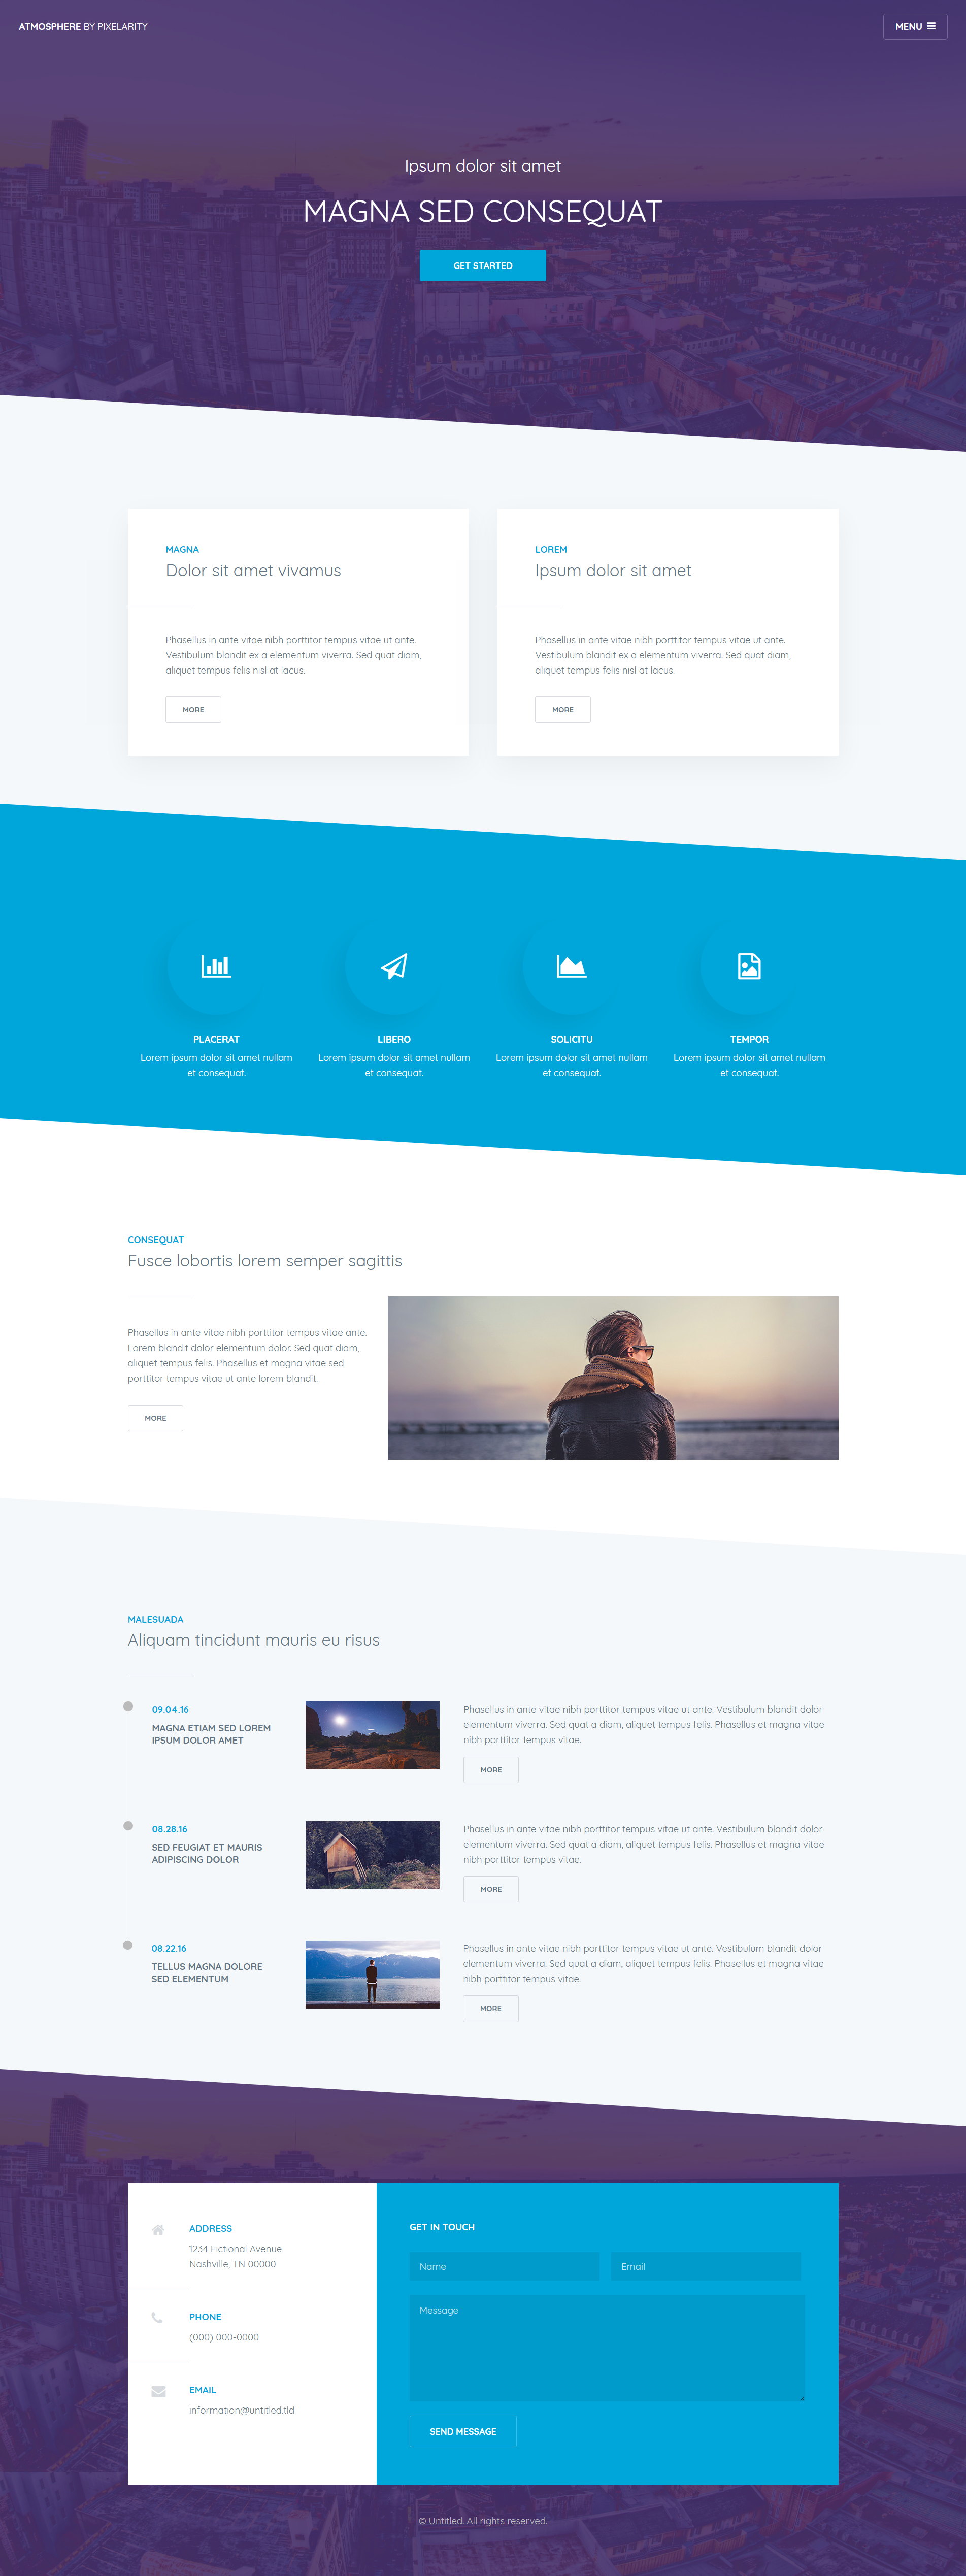 ATMOSPHERE BY PIXELARITY
MENU
Ipsum dolor sit amet
MAGNA SED CONSEQUAT
GET STARTED
MAGNA
Dolor sit amet vivamus
Phasellus in ante vitae nibh porttitor tempus vitae ut ante.
Vestibulum blandit ex a elementum viverra. Sed quat diam,
aliquet tempus felis nisl at lacus.
MORE
LOREM
Ipsum dolor sit amet
Phasellus in ante vitae nibh porttitor tempus vitae ut ante.
Vestibulum blandit ex a elementum viverra. Sed quat diam,
aliquet tempus felis nisl at lacus.
MORE
PLACERAT
Lorem ipsum dolor sit amet nullam
et consequat.
LIBERO
Lorem ipsum dolor sit amet nullam
et consequat.
SOLICITU
Lorem ipsum dolor sit amet nullam
et consequat.
TEMPOR
Lorem ipsum dolor sit amet nullam
et consequat.
CONSEQUAT
Fusce lobortis lorem semper sagittis
Phasellus in ante vitae nibh porttitor tempus vitae ante.
Lorem blandit dolor elementum dolor. Sed quat diam,
aliquet tempus felis. Phasellus et magna vitae sed
porttitor tempus vitae ut ante lorem blandit.
MORE
MALESUADA
Aliquam tincidunt mauris eu risus
09.04.16
MAGNA ETIAM SED LOREM
IPSUM DOLOR AMET
Phasellus in ante vitae nibh porttitor tempus vitae ut ante. Vestibulum blandit dolor
elementum viverra. Sed quat a diam, aliquet tempus felis. Phasellus et magna vitae
nibh porttitor tempus vitae.
MORE
08.28.16
SED FEUGIAT ET MAURIS
ADIPISCING DOLOR
Phasellus in ante vitae nibh porttitor tempus vitae ut ante. Vestibulum blandit dolor
elementum viverra. Sed quat a diam, aliquet tempus felis. Phasellus et magna vitae
nibh porttitor tempus vitae.
MORE
08.22.16
TELLUS MAGNA DOLORE
SED ELEMENTUM
Phasellus in ante vitae nibh porttitor tempus vitae ut ante. Vestibulum blandit dolor
elementum viverra. Sed quat a diam, aliquet tempus felis. Phasellus et magna vitae
nibh porttitor tempus vitae.
MORE
ADDRESS
1234 Fictional Avenue
Nashville, TN 00000
PHONE
(000) 000-0000
EMAIL
information@untitled.tld
GET IN TOUCH
Name
Email
Message
SEND MESSAGE
© Untitled. All rights reserved.